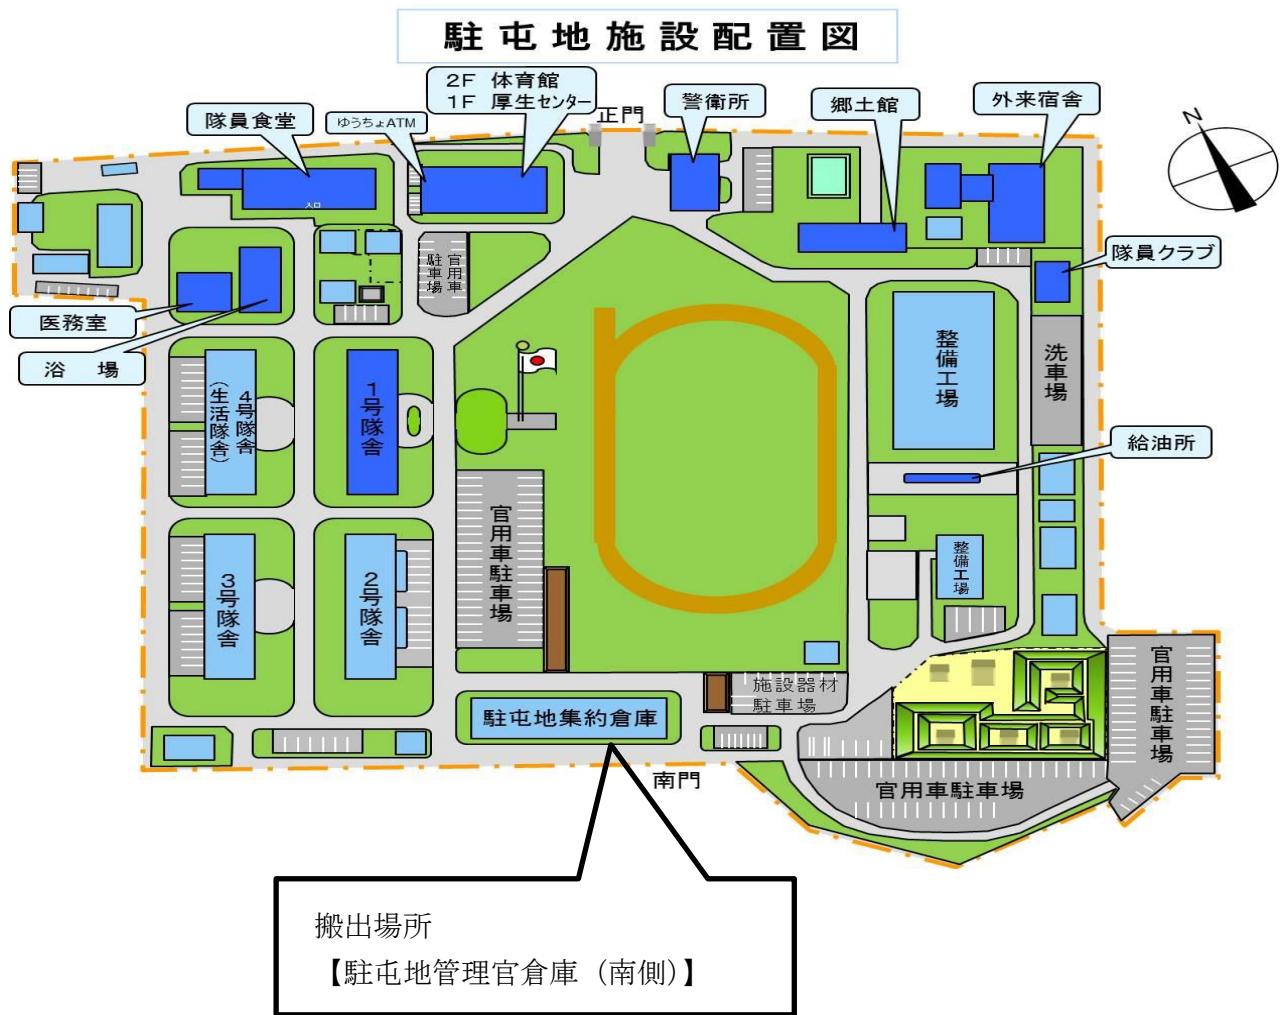 駐屯地施設配置図
2F 体育館
1F 厚生センター
隊員食堂
ゆうちょATM
正門
警衛所
郷土館
外来宿舎
N
入口
官用車
駐車場
隊員クラブ
医務室
浴 場
4号隊舎
(生活隊舎)
1号隊舎
整備工場
洗車場
給油所
官用車駐車場
3号隊舎
2号隊舎
整備工場
施設器材
駐車場
官用車駐車場
駐屯地集約倉庫
南門
官用車駐車場
搬出場所
【駐屯地管理官倉庫（南側）】